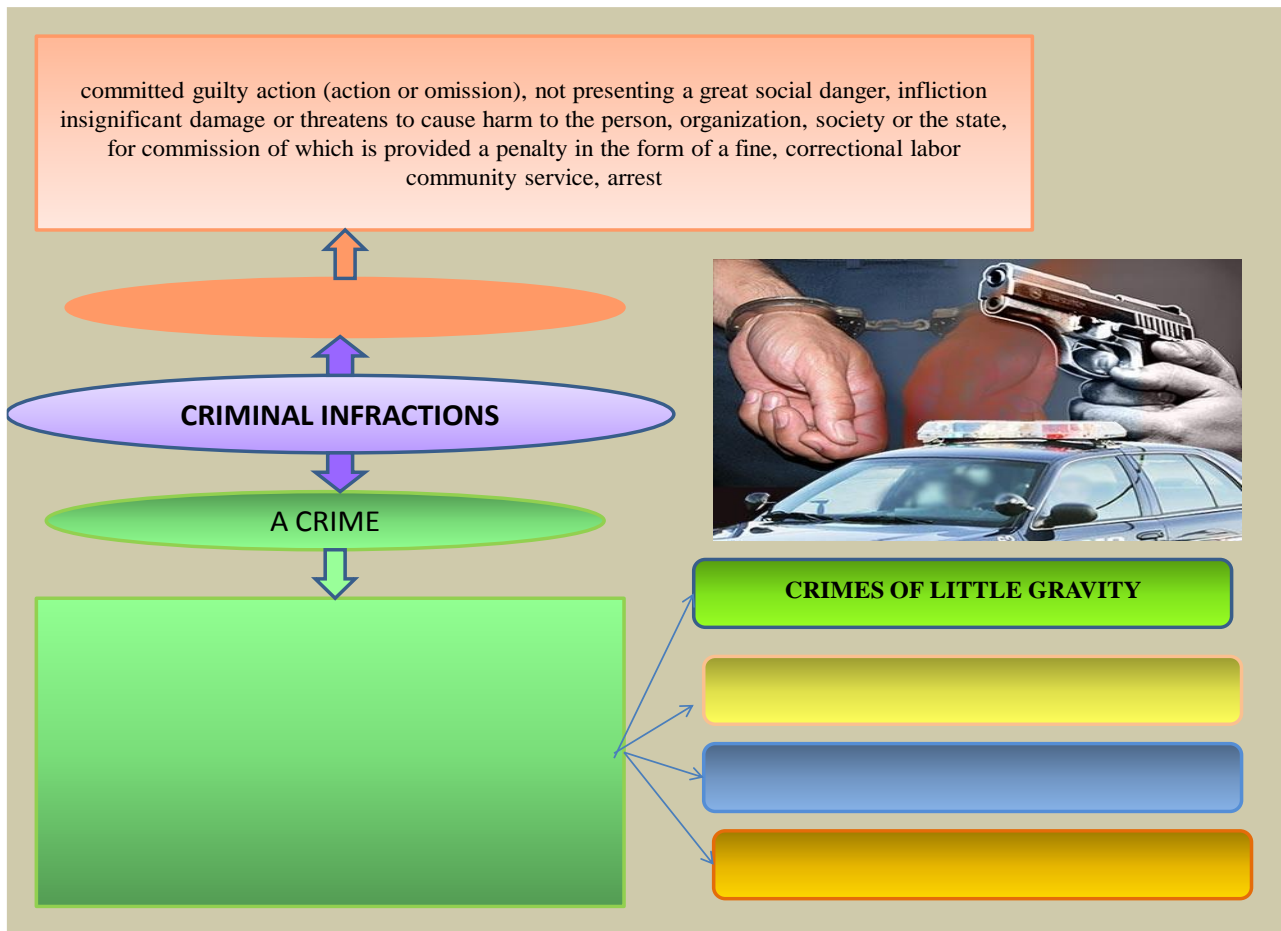 committed guilty action (action or omission), not presenting a great social danger, infliction
insignificant damage or threatens to cause harm to the person, organization, society or the state,
for commission of which is provided a penalty in the form of a fine, correctional labor
community service, arrest
CRIMINAL INFRACTIONS
A CRIME
CRIMES OF LITTLE GRAVITY